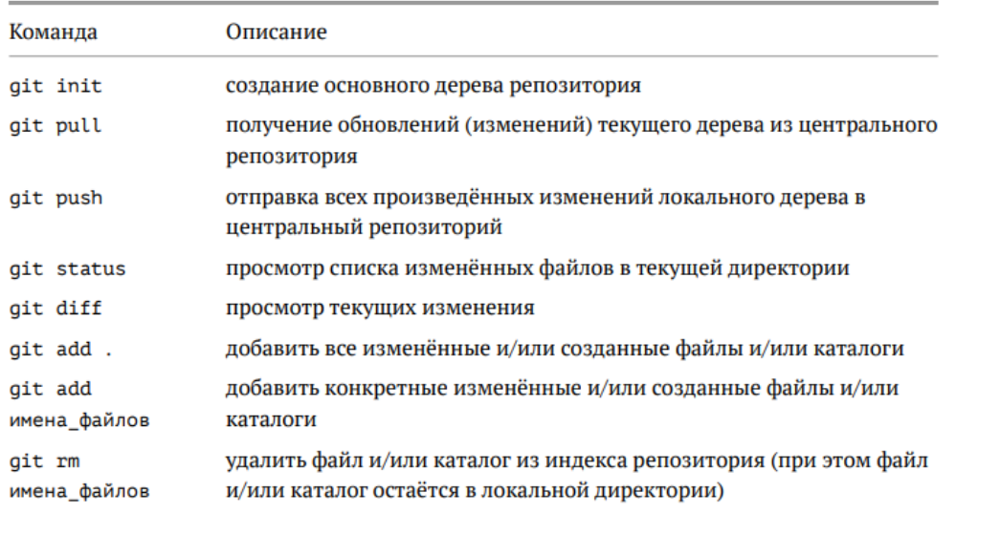 Команда Описание
git init создание основного дерева репозитория
git pull получение обновлений (изменений) текущего дерева из центрального
репозитория
git push отправка всех произведённых изменений локального дерева в
центральный репозиторий
git status просмотр списка изменённых файлов в текущей директории
git diff просмотр текущих изменения
git add . добавить все изменённые и/или созданные файлы и/или каталоги
git add добавить конкретные изменённые и/или созданные файлы и/или
имена_файлов каталоги
git rm удалить файл и/или каталог из индекса репозитория (при этом файл
имена_файлов и/или каталог остаётся в локальной директории)